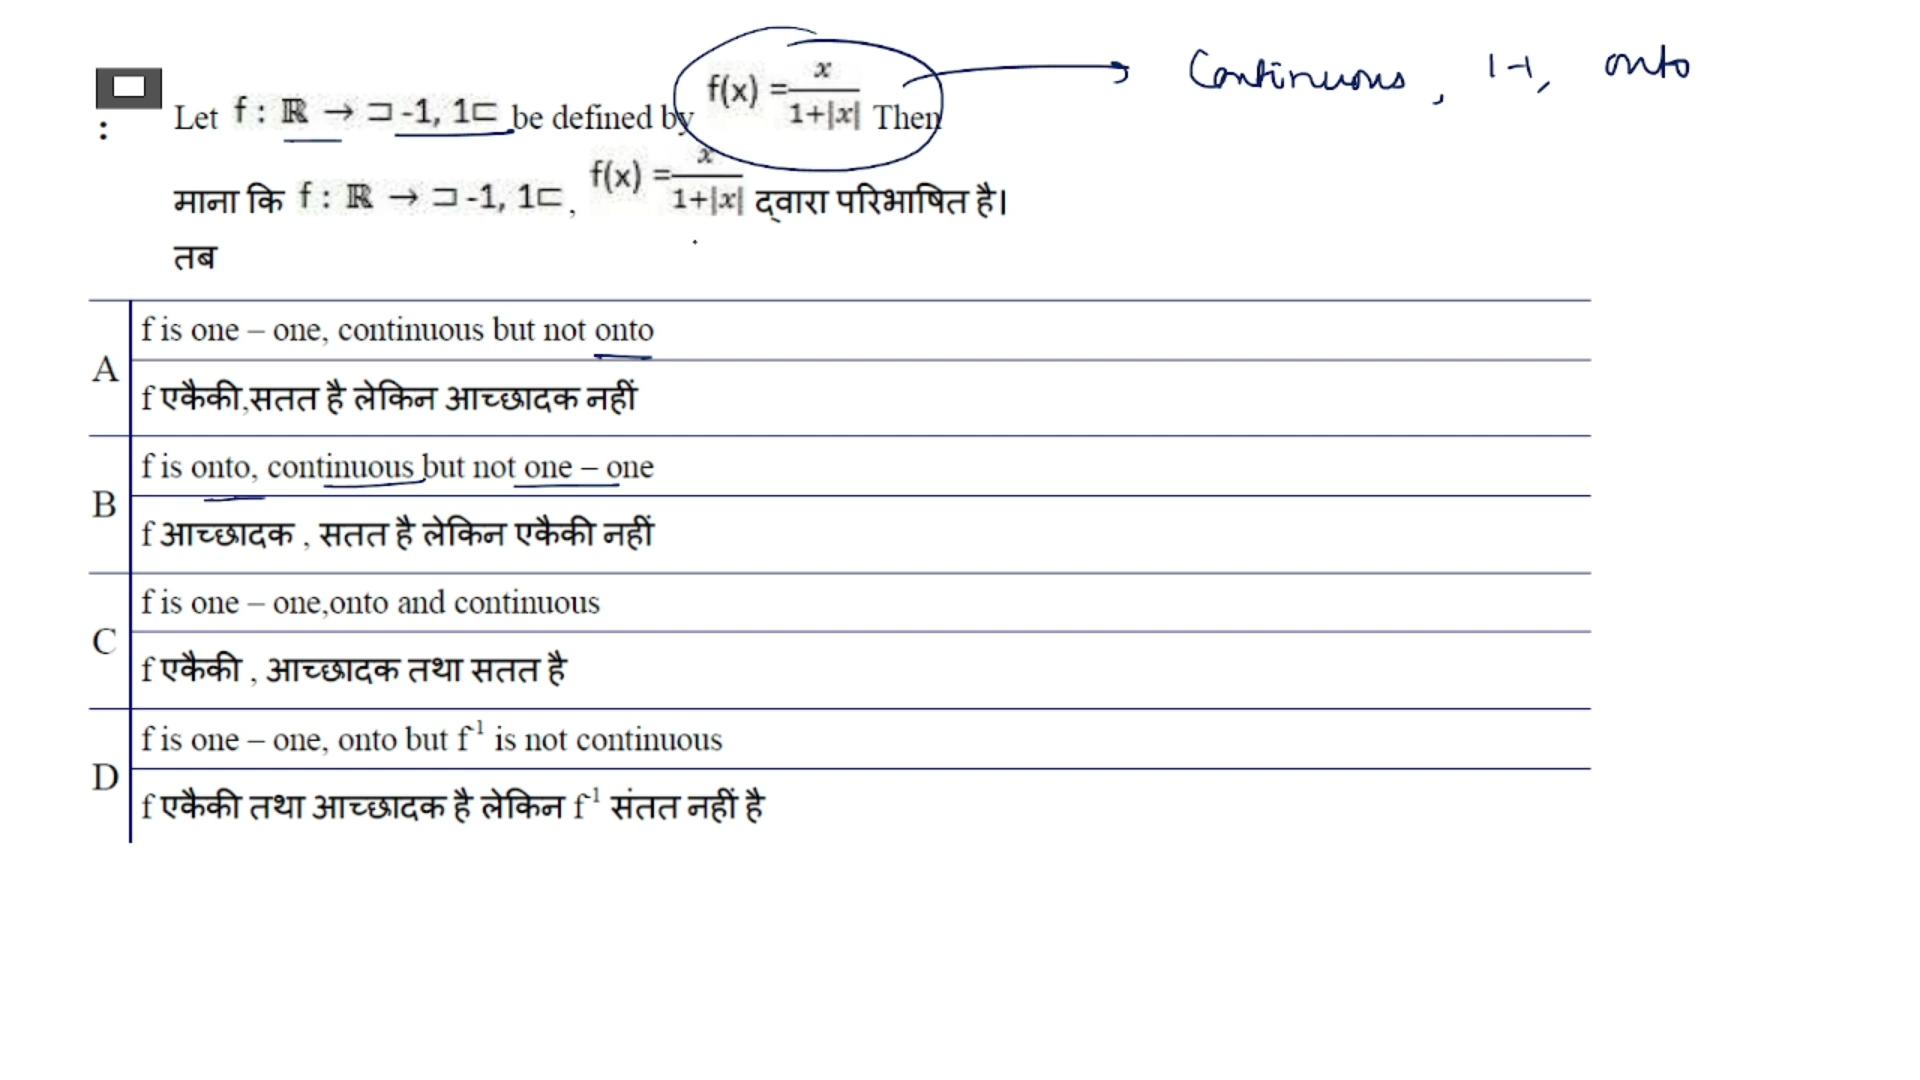 Continuous, 1-1, onto
:
Let f : ℝ → ⊐ -1, 1⊏ be defined by f(x) = x/1+|x| Then
माना कि f : ℝ → ⊐ -1, 1⊏, f(x) = x/1+|x| द्वारा परिभाषित है।
तब
A
f is one – one, continuous but not onto
f एकैकी,सतत है लेकिन आच्छादक नहीं
B
f is onto, continuous but not one – one
f आच्छादक , सतत है लेकिन एकैकी नहीं
C
f is one – one,onto and continuous
f एकैकी , आच्छादक तथा सतत है
D
f is one – one, onto but f⁻¹ is not continuous
f एकैकी तथा आच्छादक है लेकिन f⁻¹ संतत नहीं है